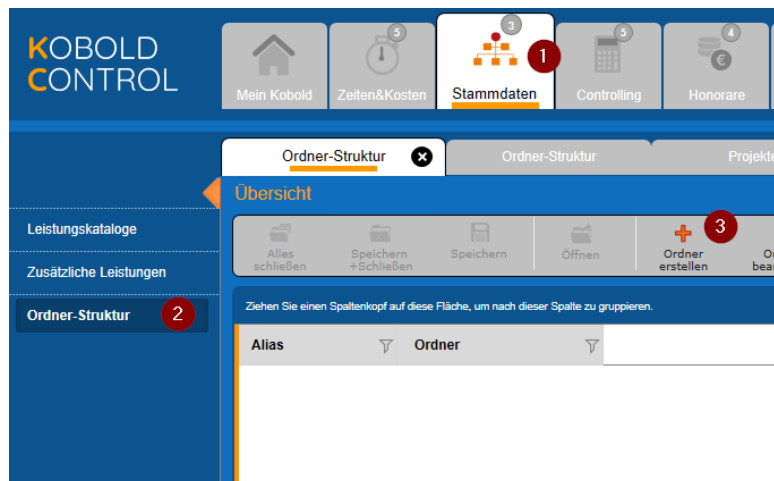 KOBOLD
CONTROL
5
3
5
4
1
Mein Kobold
Zeiten&Kosten
Stammdaten
Controlling
Honorare
Ordner-Struktur
Ordner-Struktur
Projekte
Übersicht
Leistungskataloge
Zusätzliche Leistungen
Ordner-Struktur
2
Alles
schließen
Speichern
+Schließen
Speichern
Öffnen
3
Ordner
erstellen
Ziehen Sie einen Spaltenkopf auf diese Fläche, um nach dieser Spalte zu gruppieren.
Alias
Ordner